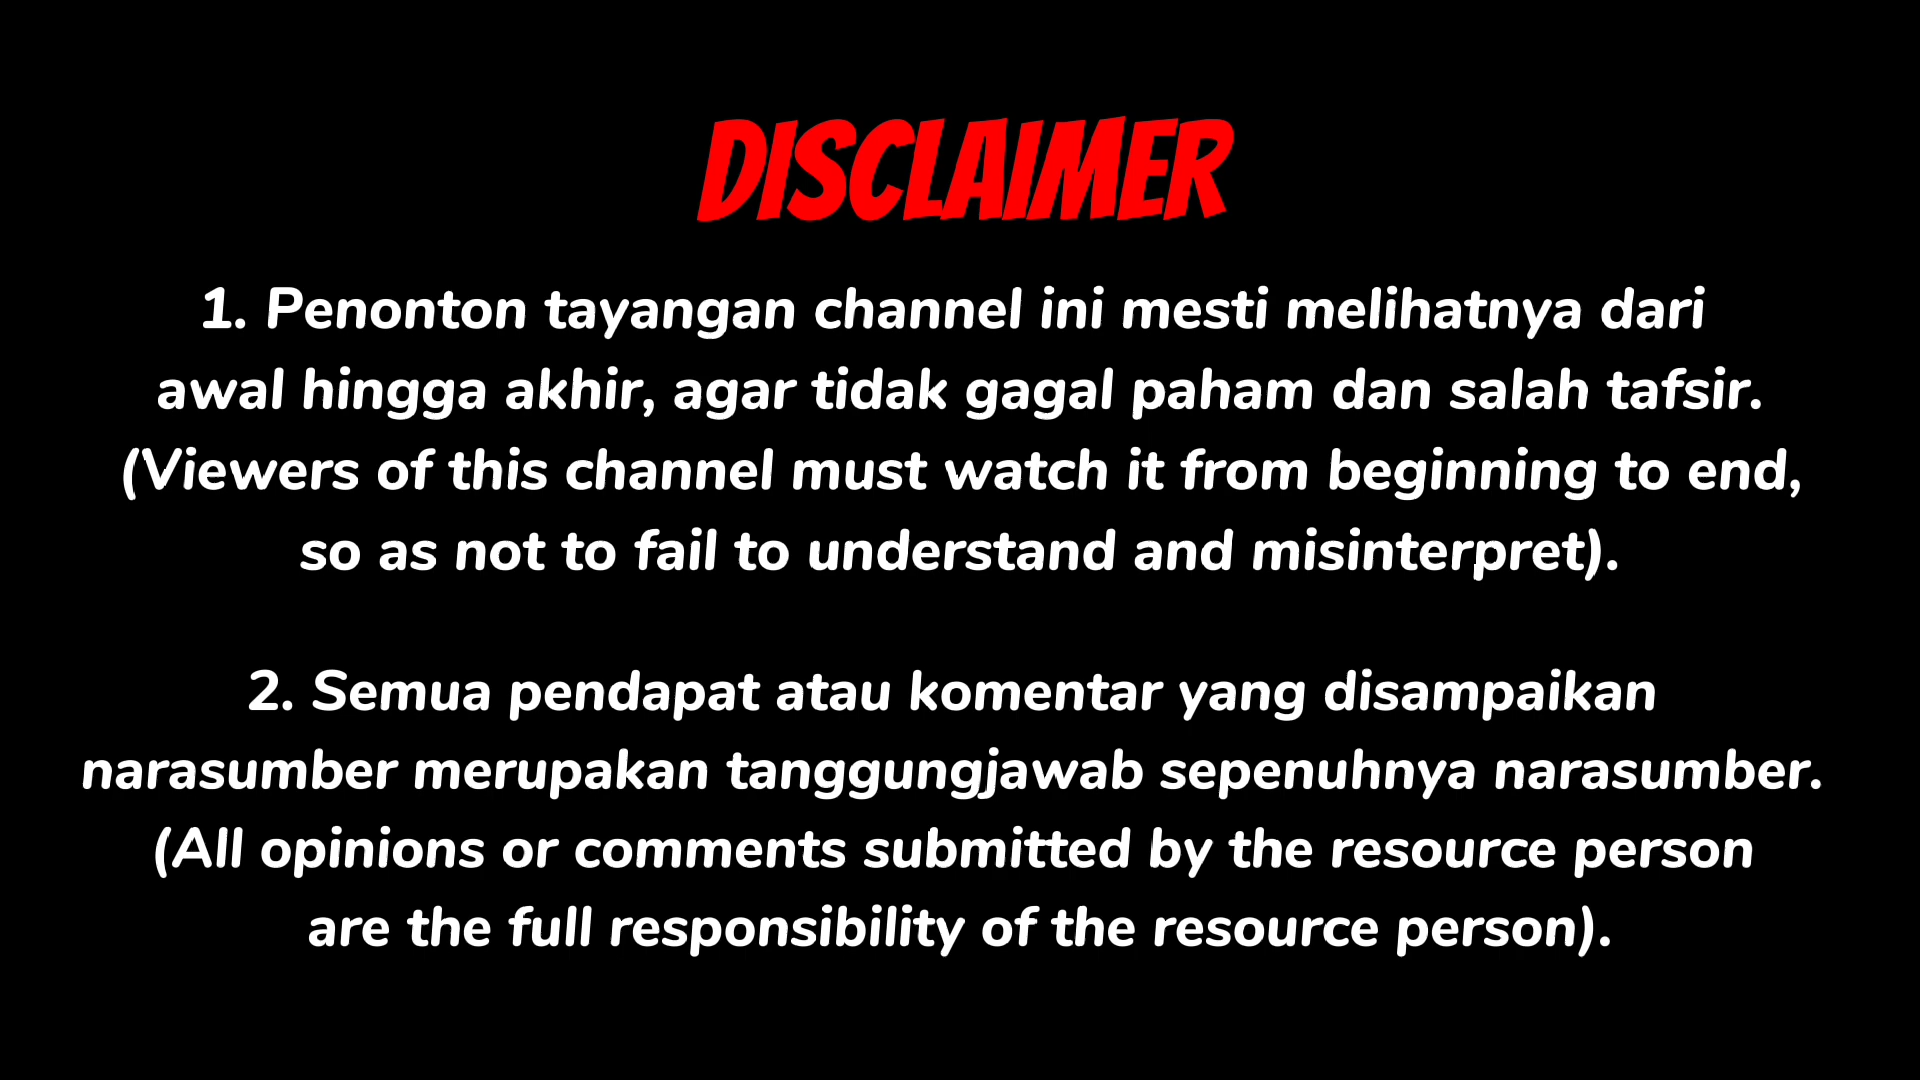 DISCLAIMER
1. Penonton tayangan channel ini mesti melihatnya dari
awal hingga akhir, agar tidak gagal paham dan salah tafsir.
(Viewers of this channel must watch it from beginning to end,
so as not to fail to understand and misinterpret).
2. Semua pendapat atau komentar yang disampaikan
narasumber merupakan tanggungjawab sepenuhnya narasumber.
(All opinions or comments submitted by the resource person
are the full responsibility of the resource person).